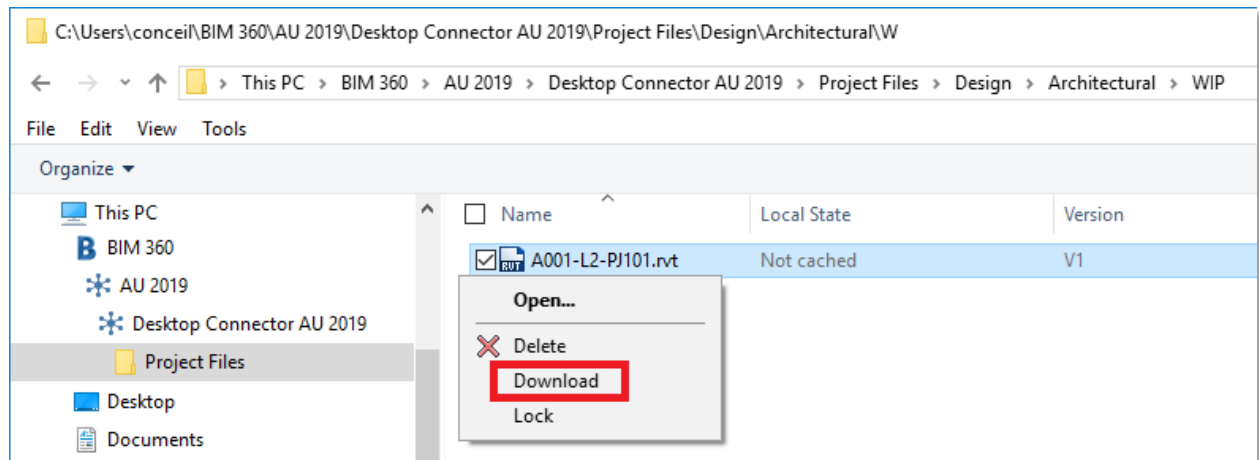 C:\Users\conceil\BIM 360\AU 2019\Desktop Connector AU 2019\Project Files\Design\Architectural\W
This PC > BIM 360 > AU 2019 > Desktop Connector AU 2019 > Project Files > Design > Architectural > WIP
File Edit View Tools
Organize
This PC
Name Local State Version
BIM 360
A001-L2-PJ101.rvt Not cached V1
RVT
AU 2019
Open...
Desktop Connector AU 2019
Delete
Project Files
Download
Desktop
Lock
Documents